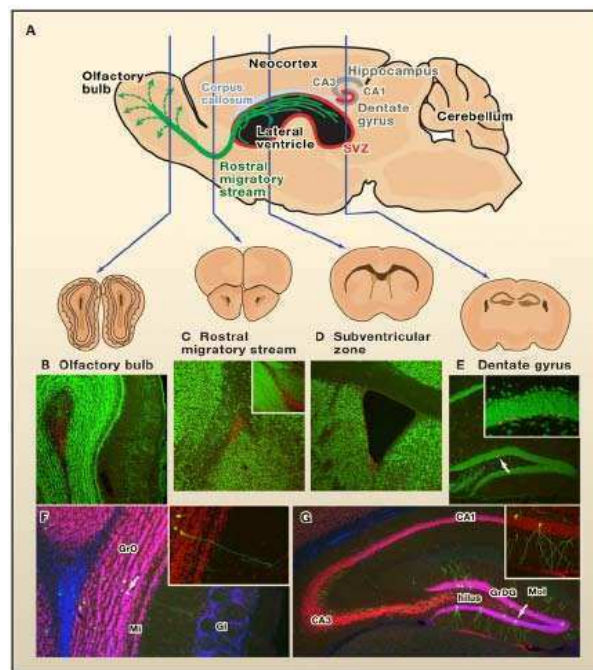 A
Neocortex
Olfactory
bulb
Corpus
callosum
Hippocampus
CA3
CA1
Dentate
gyrus
Cerebellum
Lateral
ventricle
SVZ
Rostral
migratory
stream
C Rostral
migratory stream
D Subventricular
zone
B Olfactory bulb
E Dentate gyrus
F
GrO
Mi
Gl
G
CA1
CA3
hilus
GrDG
Mol